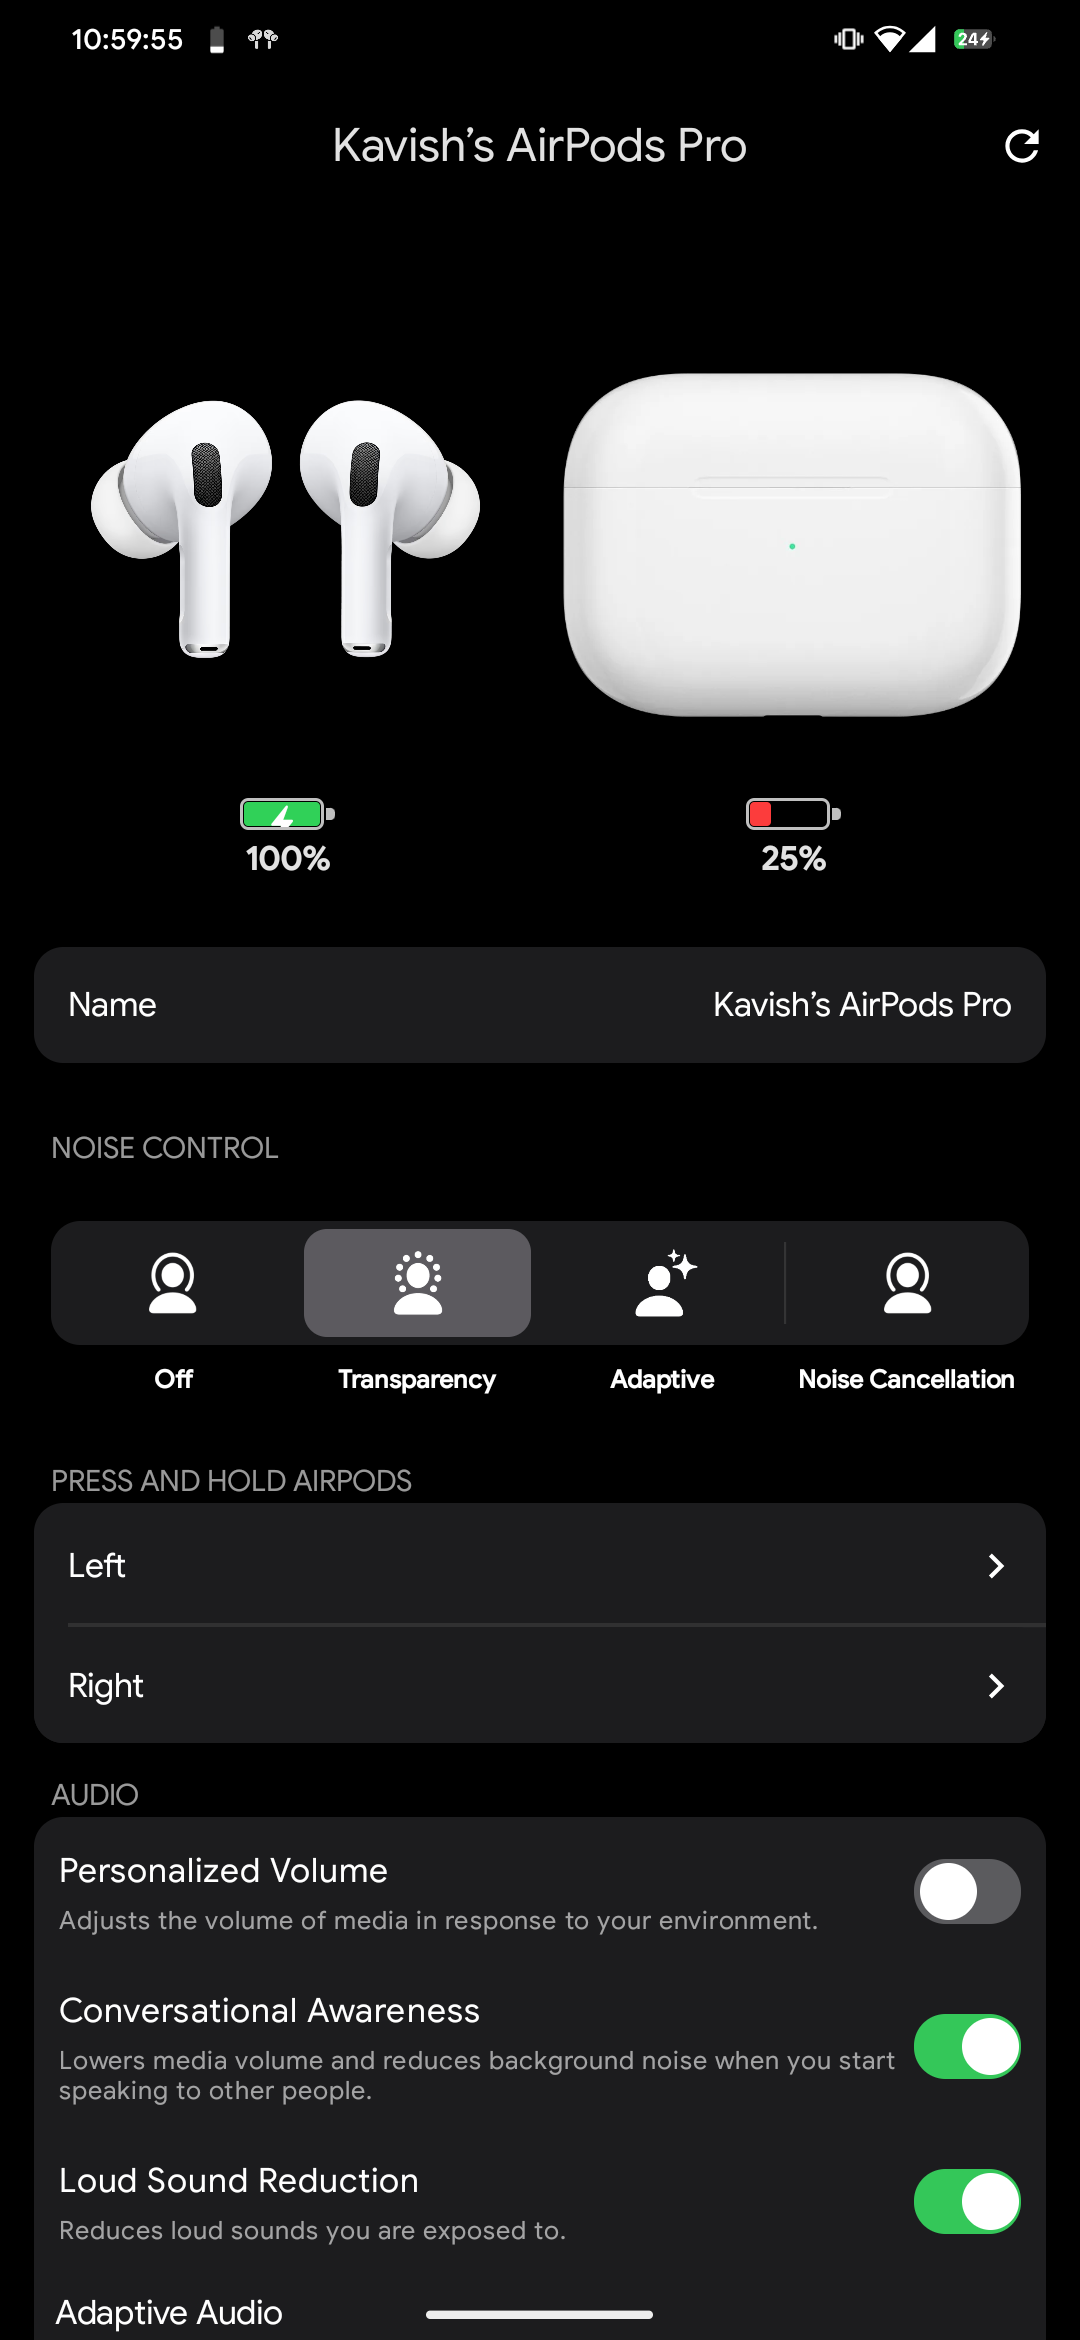 10:59:55
24
Kavish’s AirPods Pro
100%
25%
Name
Kavish’s AirPods Pro
NOISE CONTROL
Off
Transparency
Adaptive
Noise Cancellation
PRESS AND HOLD AIRPODS
Left
Right
AUDIO
Personalized Volume
Adjusts the volume of media in response to your environment.
Conversational Awareness
Lowers media volume and reduces background noise when you start
speaking to other people.
Loud Sound Reduction
Reduces loud sounds you are exposed to.
Adaptive Audio